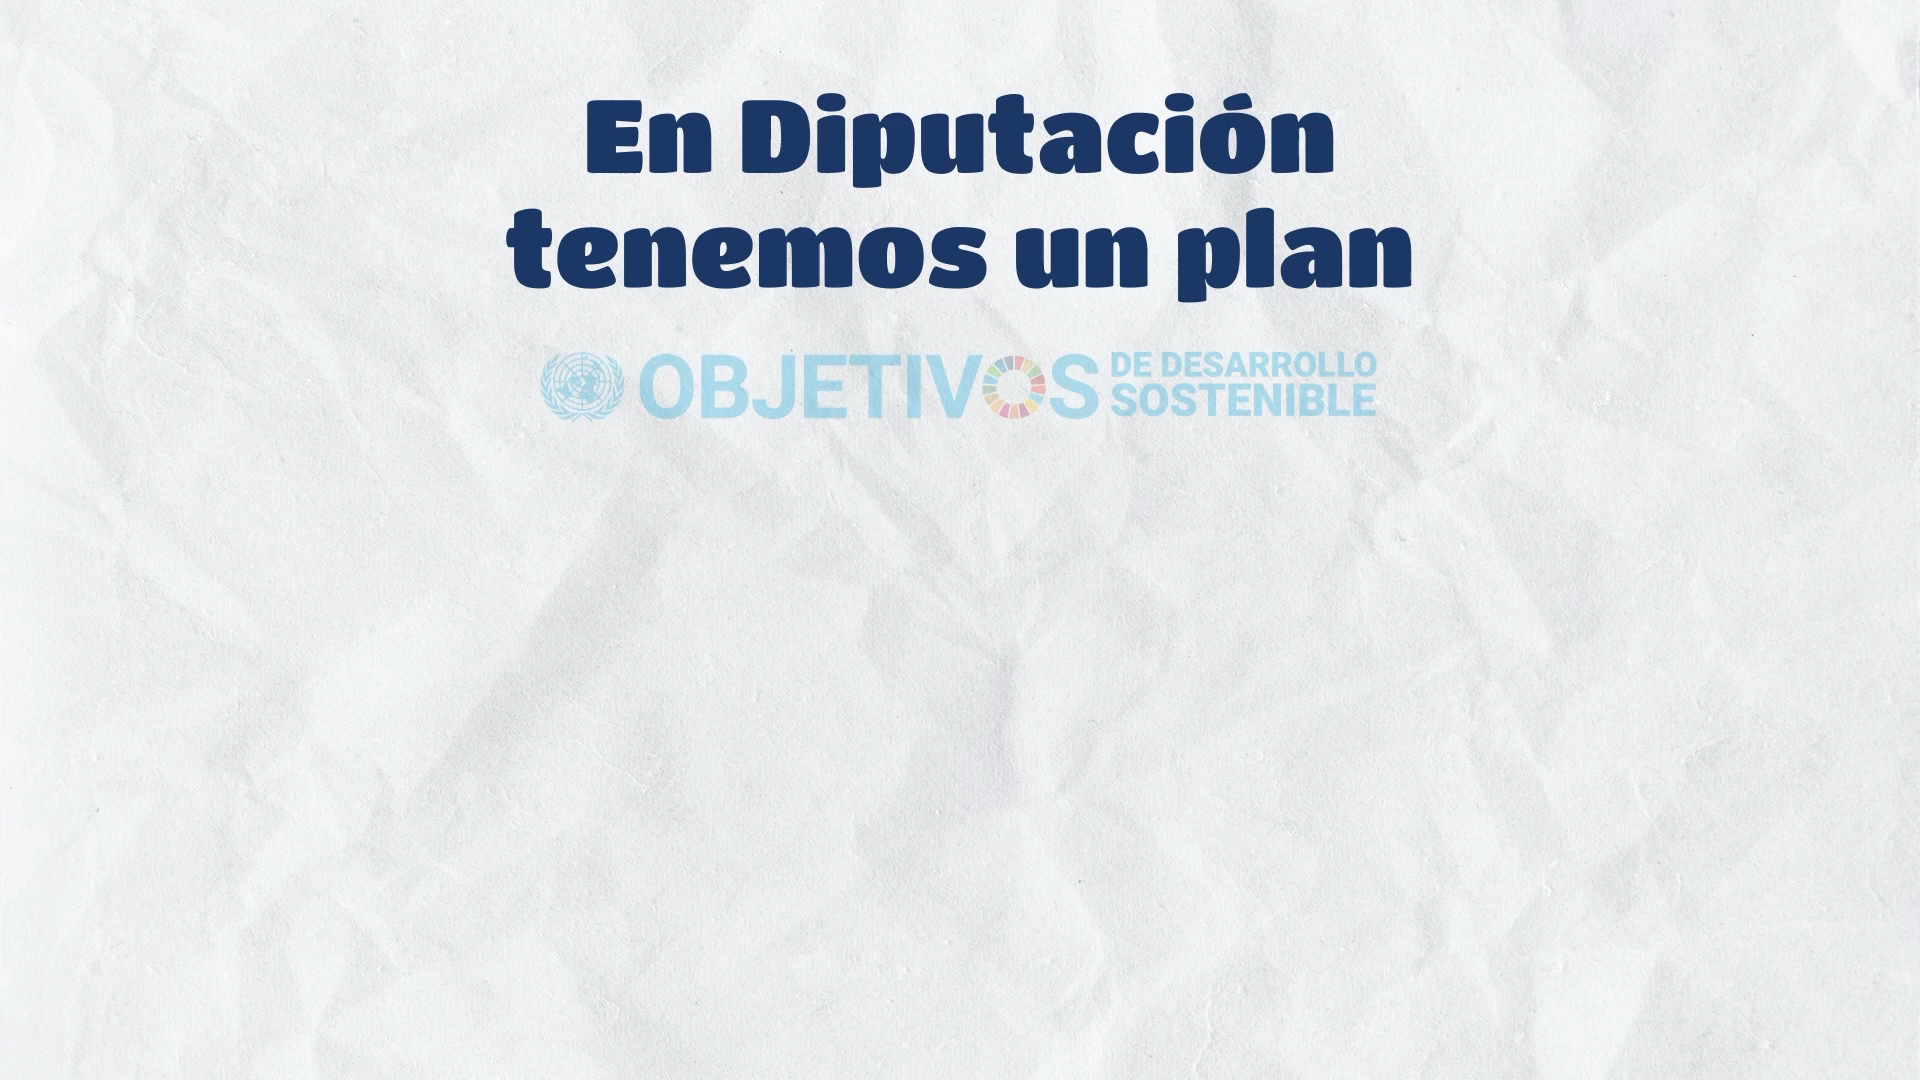 En Diputación
tenemos un plan
OBJETIVOS DE DESARROLLO
SOSTENIBLE